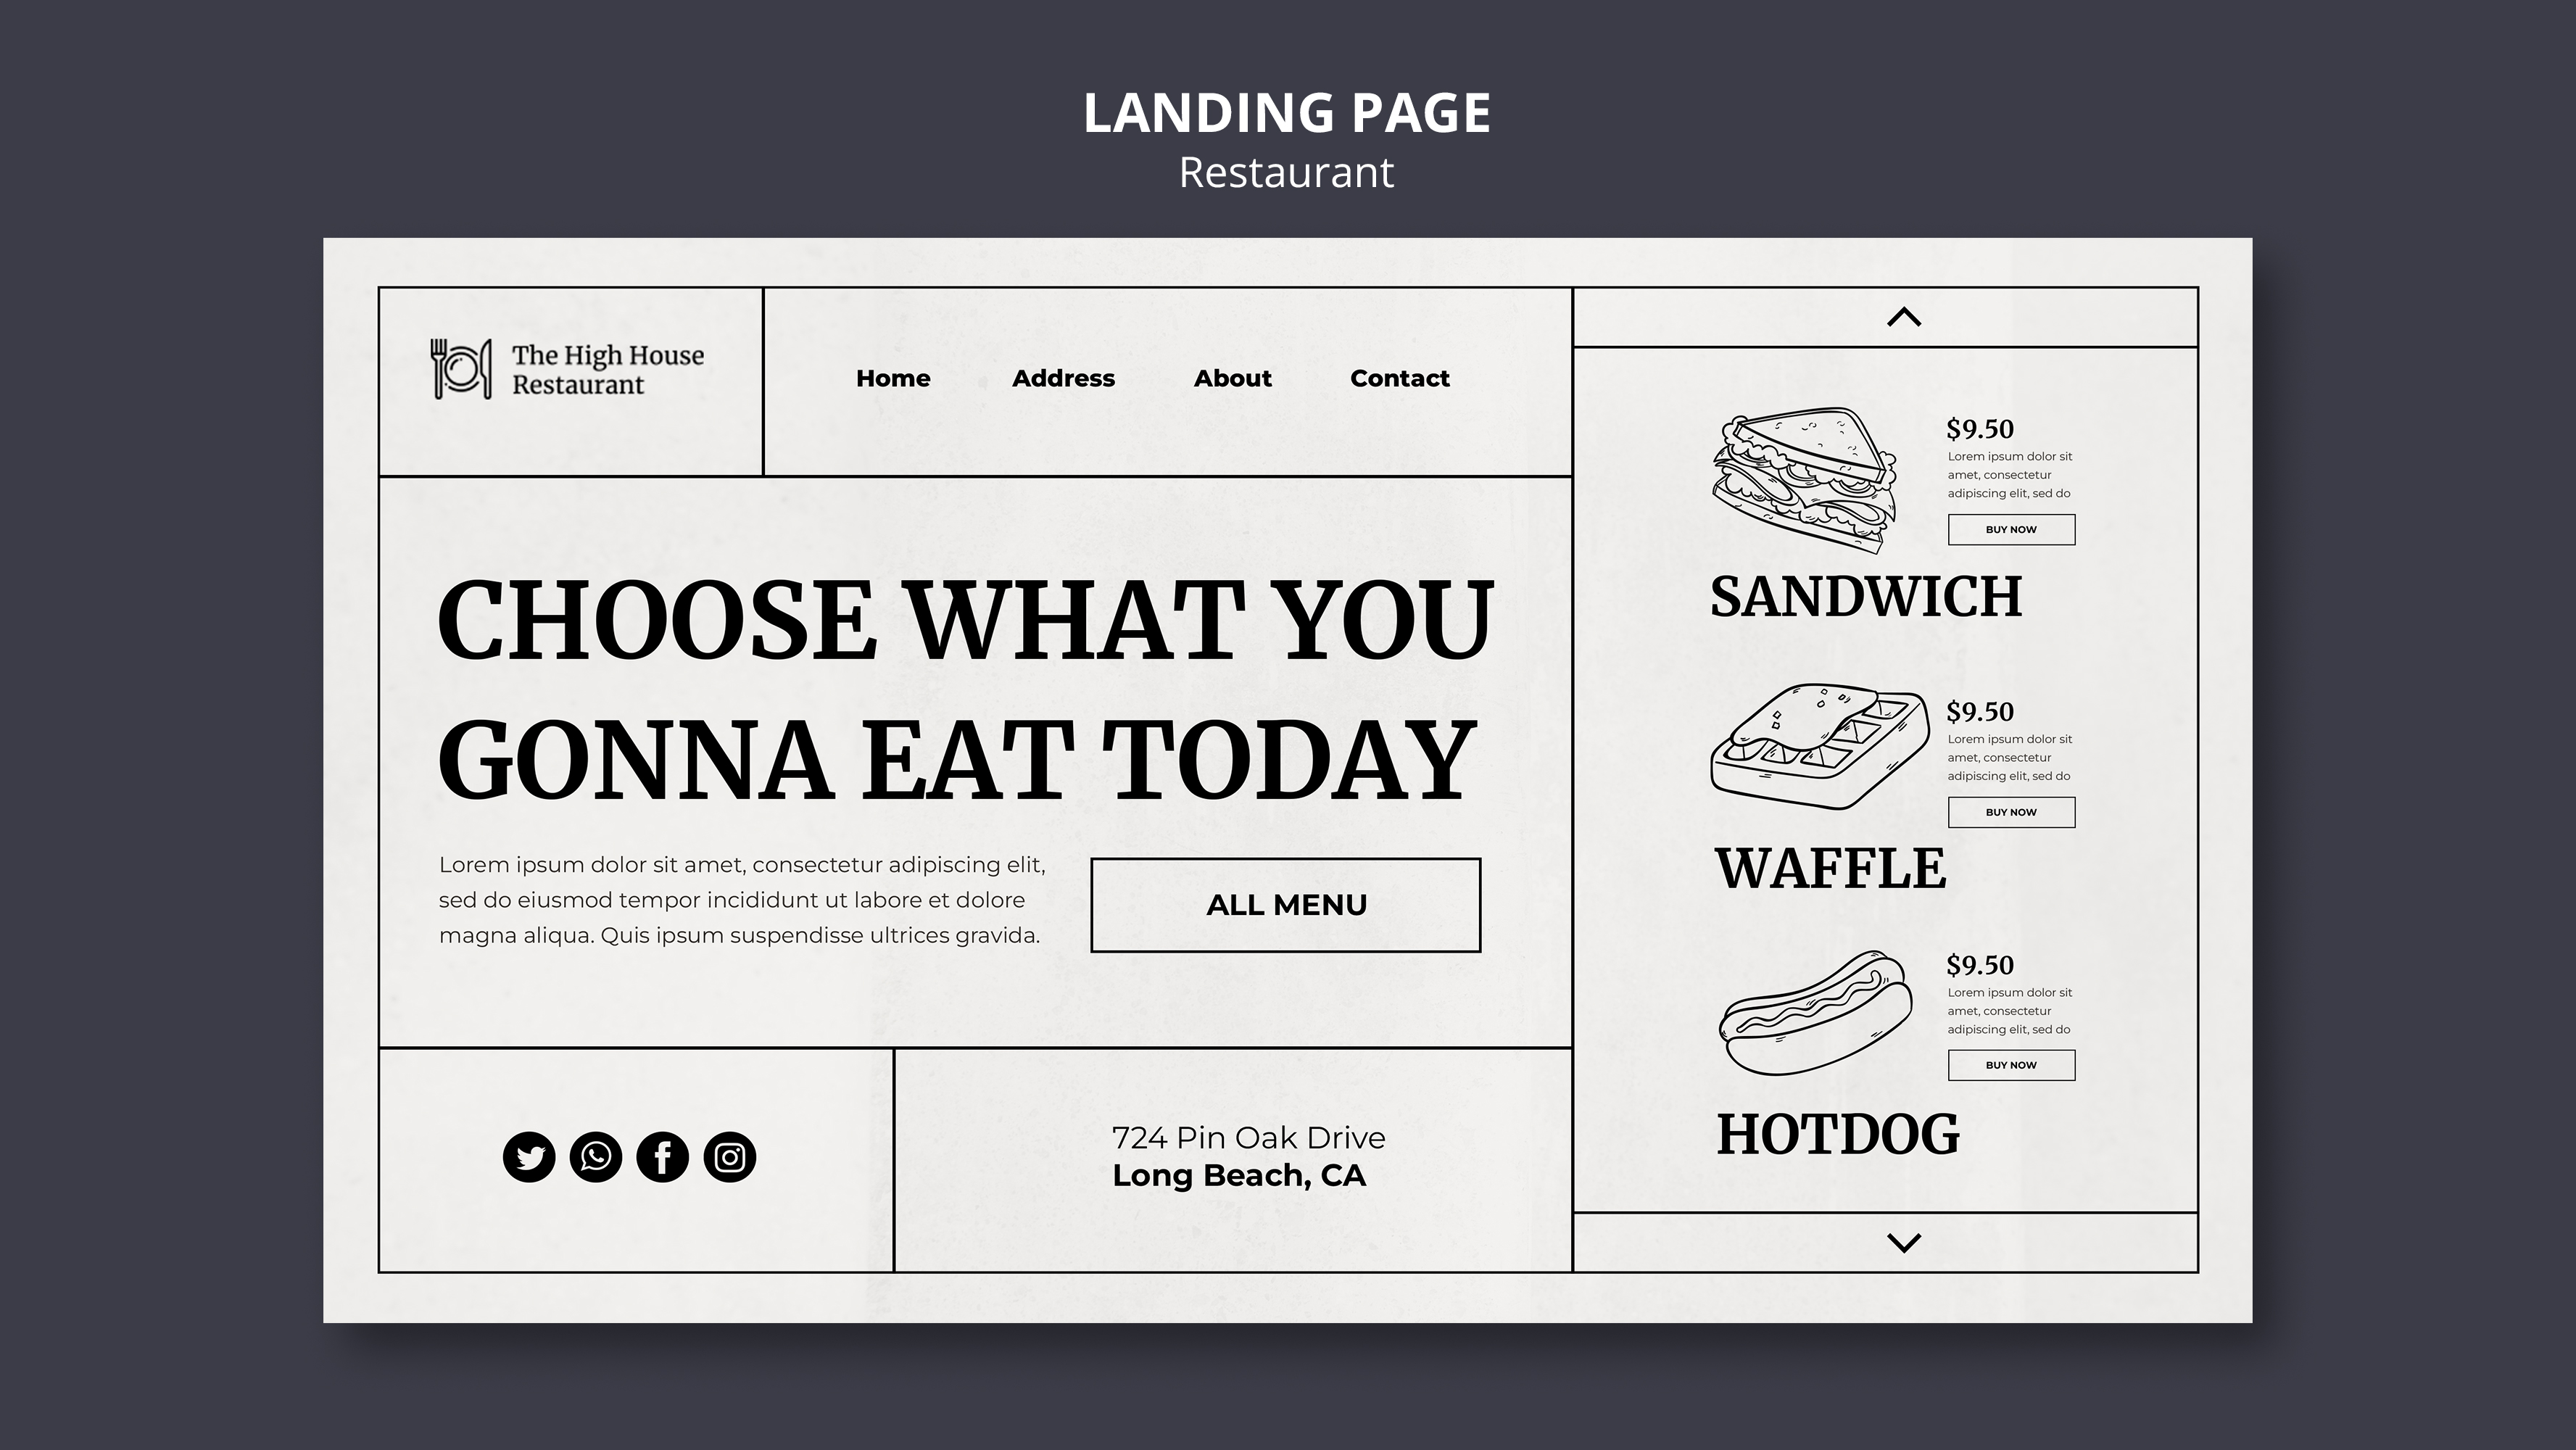 LANDING PAGE
Restaurant
The High House
Restaurant
Home Address About Contact
CHOOSE WHAT YOU
GONNA EAT TODAY
Lorem ipsum dolor sit amet, consectetur adipiscing elit,
sed do eiusmod tempor incididunt ut labore et dolore
magna aliqua. Quis ipsum suspendisse ultrices gravida.
ALL MENU
724 Pin Oak Drive
Long Beach, CA
$9.50
Lorem ipsum dolor sit
amet, consectetur
adipiscing elit, sed do
BUY NOW
SANDWICH
$9.50
Lorem ipsum dolor sit
amet, consectetur
adipiscing elit, sed do
BUY NOW
WAFFLE
$9.50
Lorem ipsum dolor sit
amet, consectetur
adipiscing elit, sed do
BUY NOW
HOTDOG